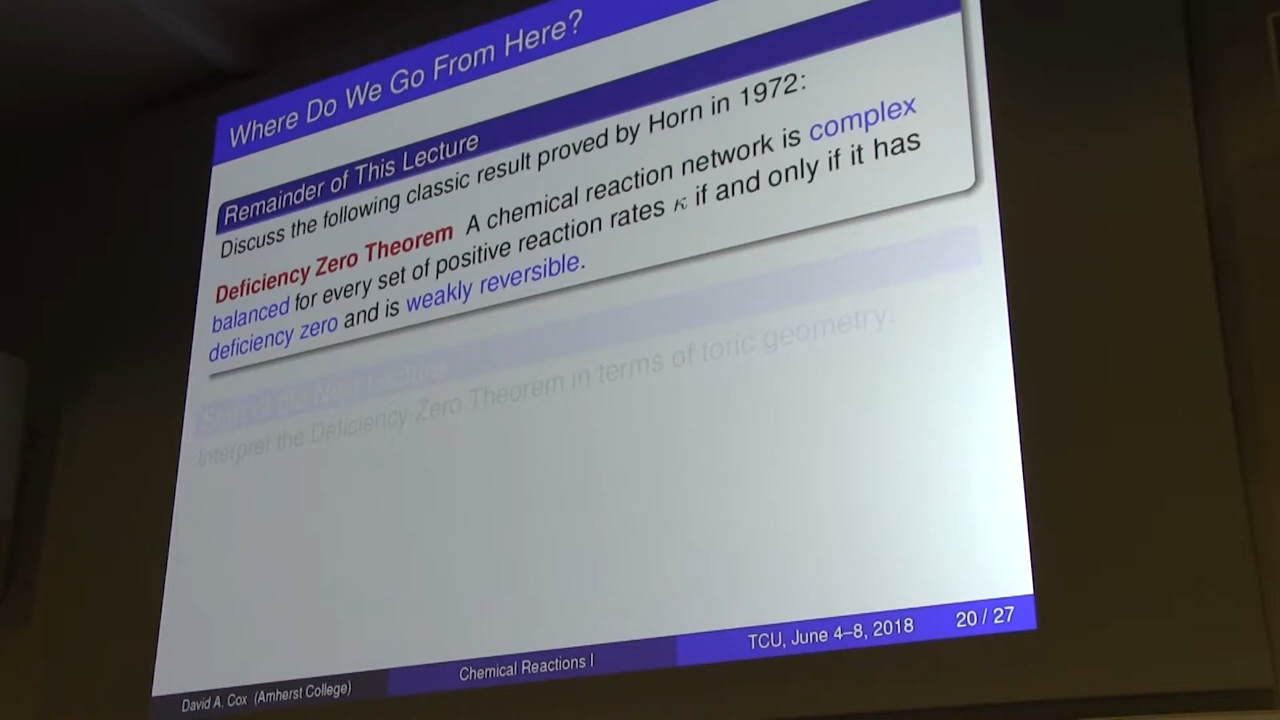 Where Do We Go From Here?
Remainder of This Lecture
Discuss the following classic result proved by Horn in 1972:
Deficiency Zero Theorem A chemical reaction network is complex
balanced for every set of positive reaction rates κ if and only if it has
deficiency zero and is weakly reversible.
Interpret the Deficiency Zero Theorem in terms of toric geometry.
David A. Cox (Amherst College)
Chemical Reactions I
TCU, June 4–8, 2018
20 / 27